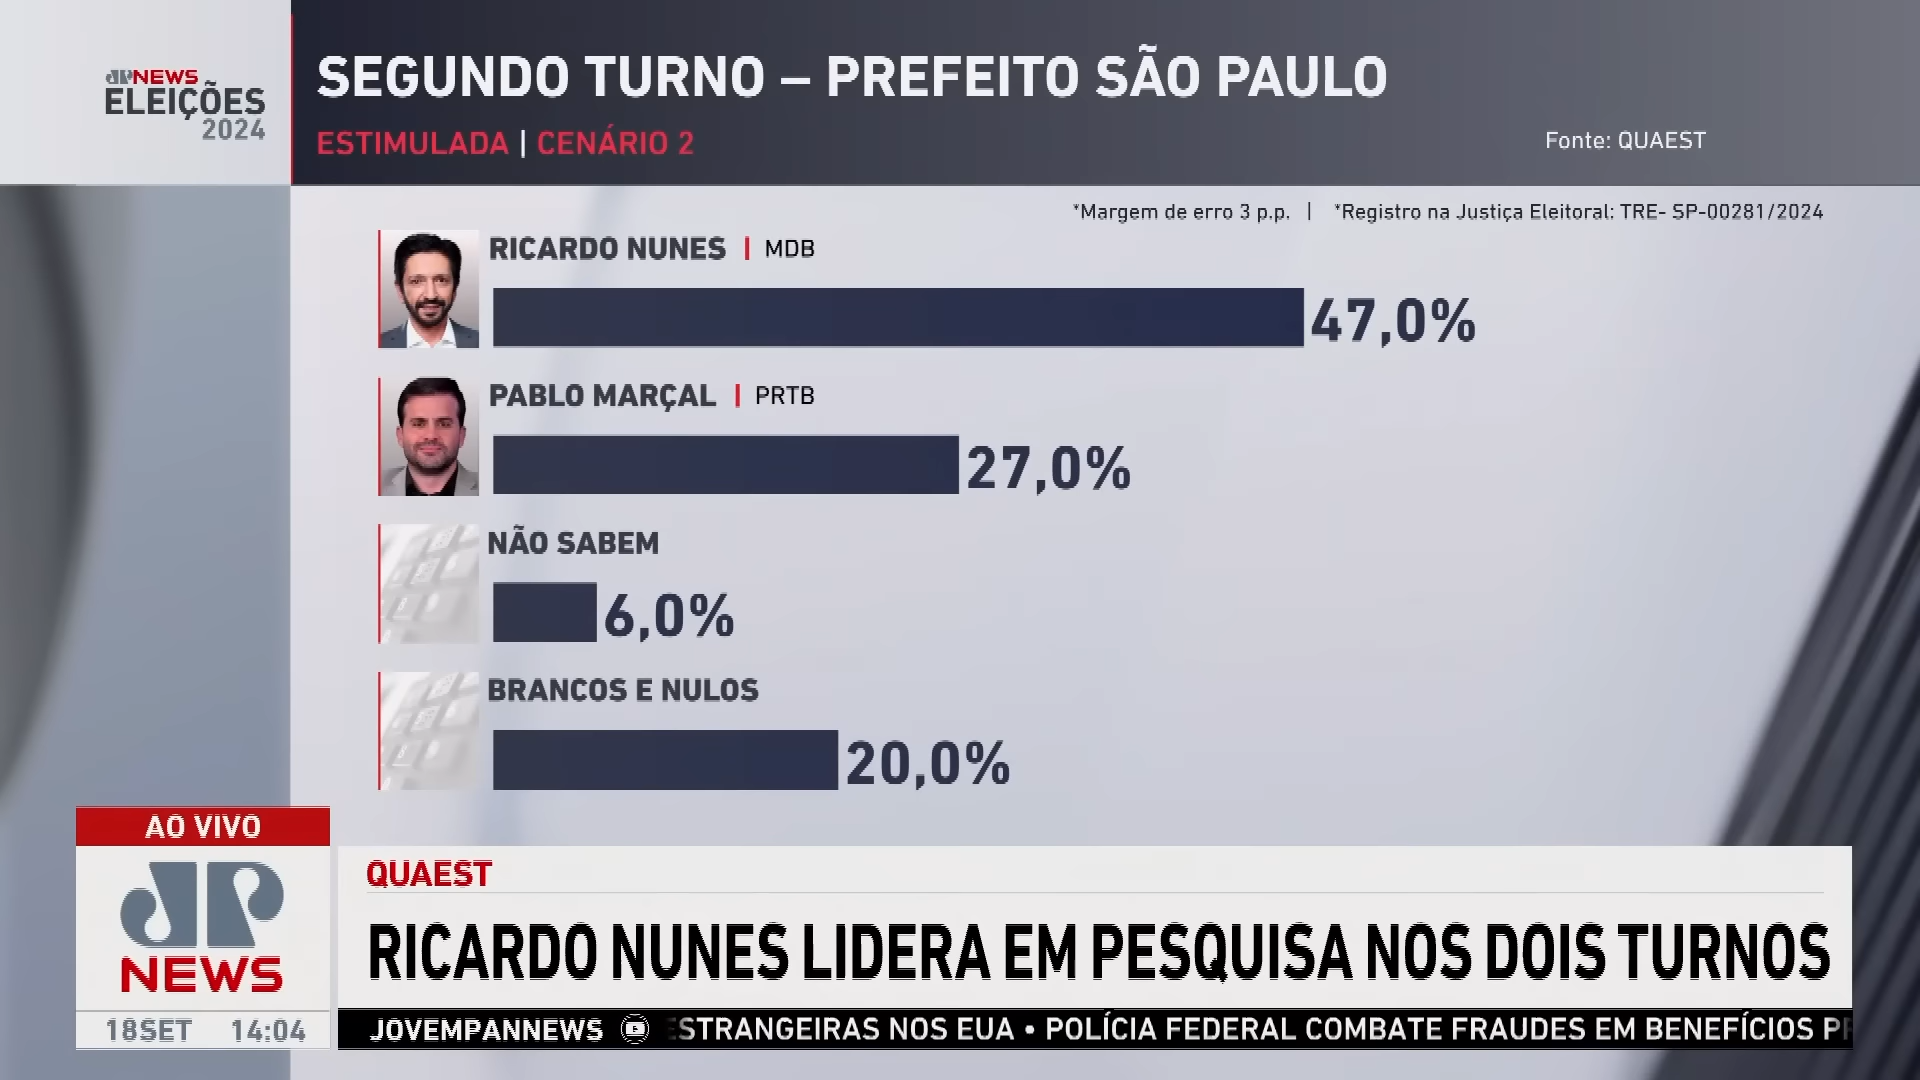 JPNEWS
ELEIÇÕES
2024
SEGUNDO TURNO – PREFEITO SÃO PAULO
ESTIMULADA | CENÁRIO 2
Fonte: QUAEST
*Margem de erro 3 p.p. | *Registro na Justiça Eleitoral: TRE- SP-00281/2024
RICARDO NUNES | MDB
47,0%
PABLO MARÇAL | PRTB
27,0%
NÃO SABEM
6,0%
BRANCOS E NULOS
20,0%
AO VIVO
JP
NEWS
18SET 14:04
QUAEST
RICARDO NUNES LIDERA EM PESQUISA NOS DOIS TURNOS
JOVEMPANNEWS ESTRANGEIRAS NOS EUA • POLÍCIA FEDERAL COMBATE FRAUDES EM BENEFÍCIOS